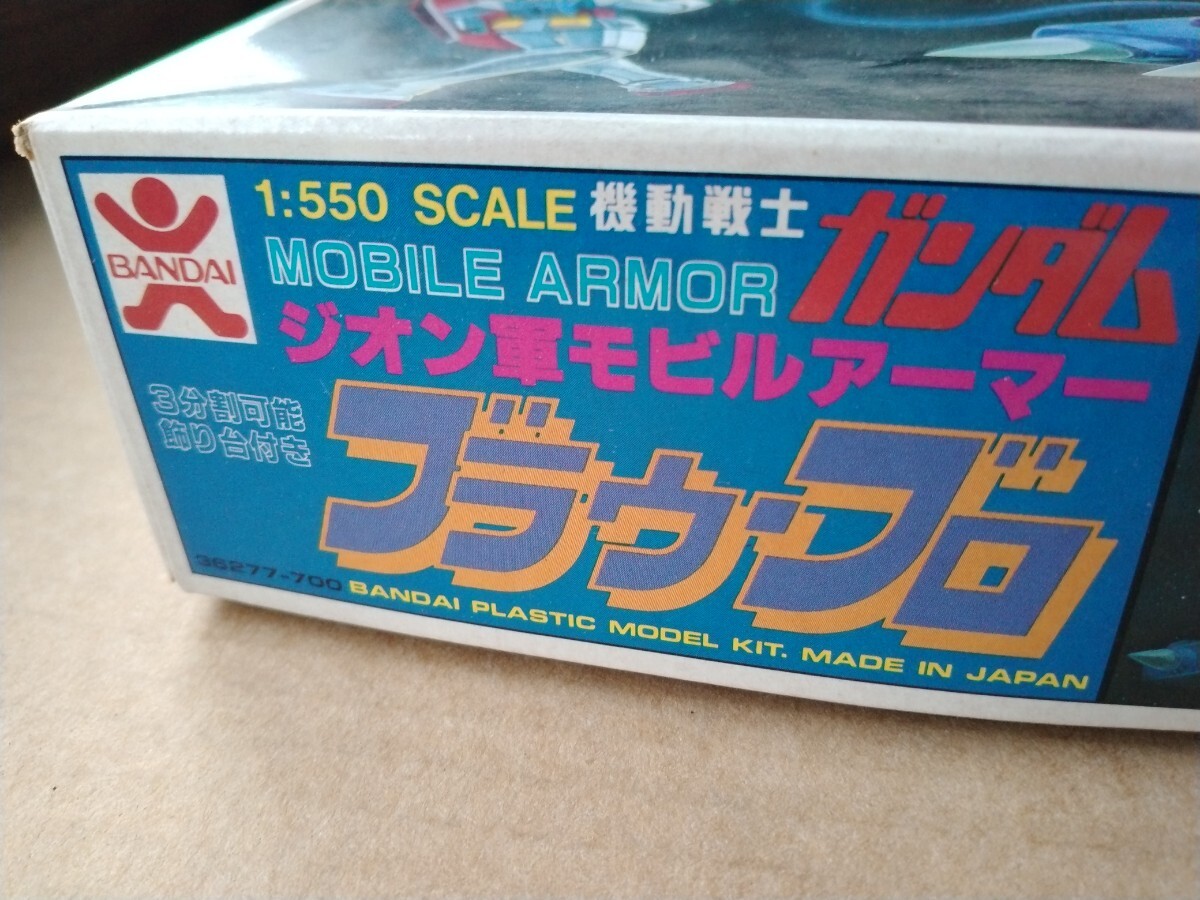 BANDAI
1:550 SCALE 機動戦士 ガンダム
MOBILE ARMOR
ジオン軍モビルアーマー
3分割可能
飾り台付き
ブラウ・ブロ
36277-700
BANDAI PLASTIC MODEL KIT. MADE IN JAPAN